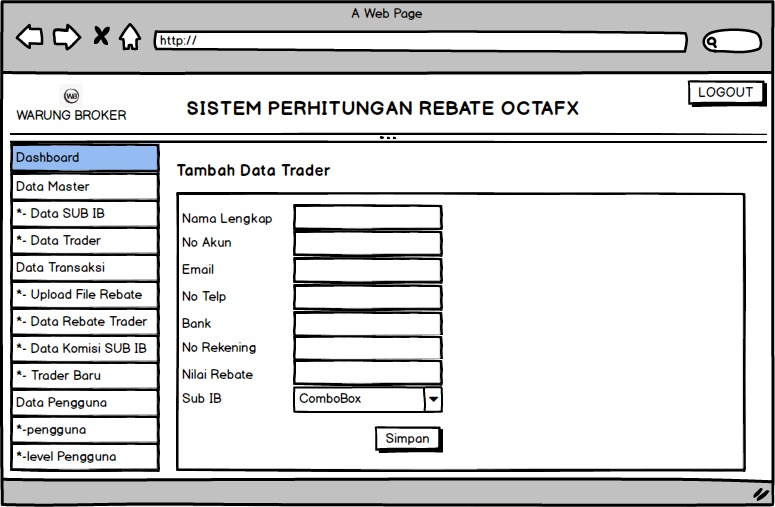 A Web Page
http://
WB
WARUNG BROKER
SISTEM PERHITUNGAN REBATE OCTAFX
LOGOUT
Dashboard
Data Master
*- Data SUB IB
*- Data Trader
Data Transaksi
*- Upload File Rebate
*- Data Rebate Trader
*- Data Komisi SUB IB
*- Trader Baru
Data Pengguna
*-pengguna
*-level Pengguna
Tambah Data Trader
Nama Lengkap
No Akun
Email
No Telp
Bank
No Rekening
Nilai Rebate
Sub IB
ComboBox
Simpan